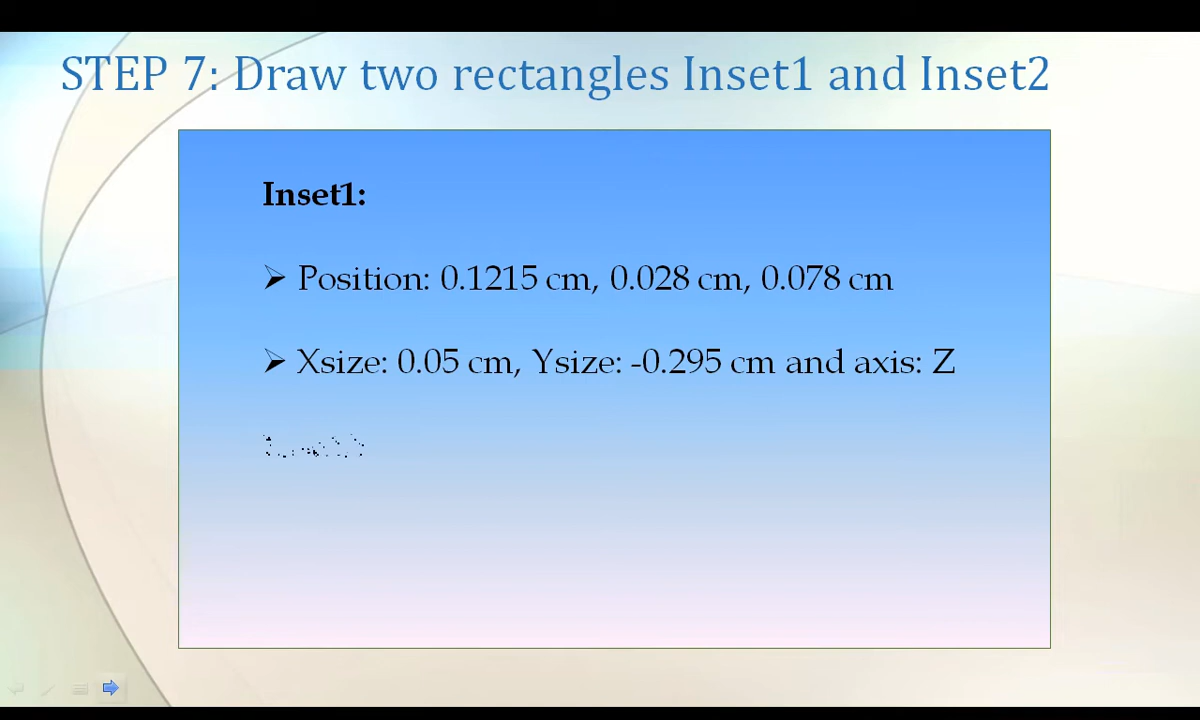 STEP 7: Draw two rectangles Inset1 and Inset2
Inset1:
➢ Position: 0.1215 cm, 0.028 cm, 0.078 cm
➢ Xsize: 0.05 cm, Ysize: -0.295 cm and axis: Z